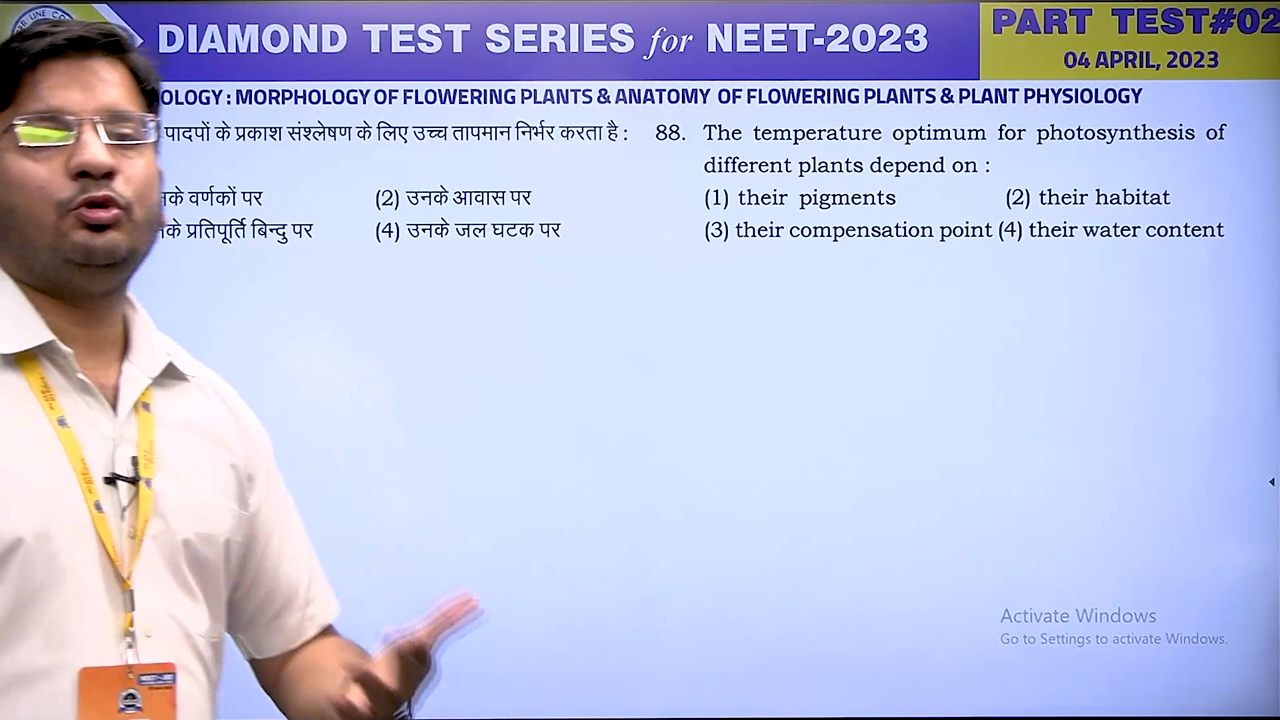 DIAMOND TEST SERIES for NEET-2023
PART TEST#02
04 APRIL, 2023
OLOGY : MORPHOLOGY OF FLOWERING PLANTS & ANATOMY OF FLOWERING PLANTS & PLANT PHYSIOLOGY
पादपों के प्रकाश संश्लेषण के लिए उच्च तापमान निर्भर करता है :
के वर्णकों पर (2) उनके आवास पर
के प्रतिपूर्ति बिन्दु पर (4) उनके जल घटक पर
88. The temperature optimum for photosynthesis of
different plants depend on :
(1) their pigments (2) their habitat
(3) their compensation point (4) their water content
Activate Windows
Go to Settings to activate Windows.